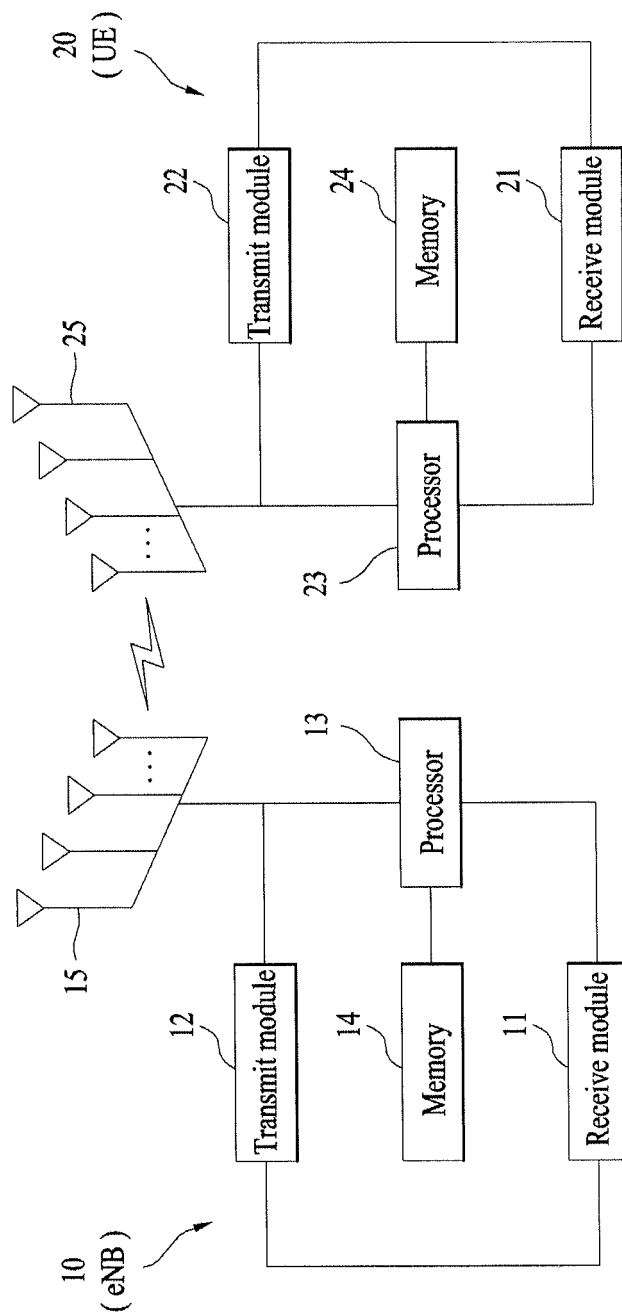 10
( eNB )
15
12
Transmit module
13
14
Memory
Processor
11
Receive module
...
20
( UE )
25
22
Transmit module
23
Processor
24
Memory
21
Receive module
...